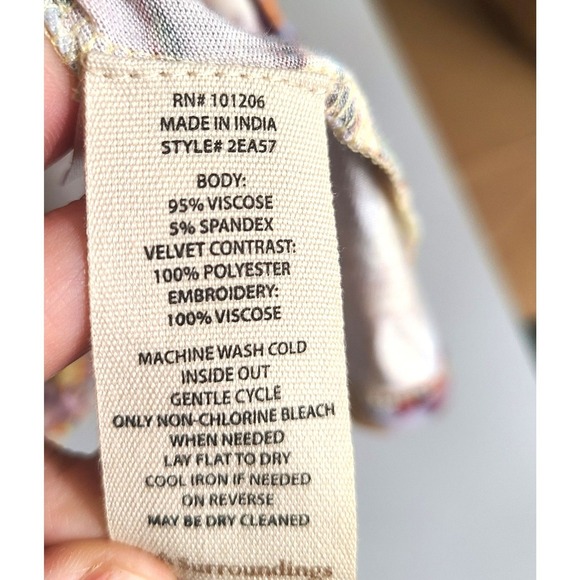 RN# 101206
MADE IN INDIA
STYLE# 2EA57
BODY:
95% VISCOSE
5% SPANDEX
VELVET CONTRAST:
100% POLYESTER
EMBROIDERY:
100% VISCOSE
MACHINE WASH COLD
INSIDE OUT
GENTLE CYCLE
ONLY NON-CHLORINE BLEACH
WHEN NEEDED
LAY FLAT TO DRY
COOL IRON IF NEEDED
ON REVERSE
MAY BE DRY CLEANED
Surroundings